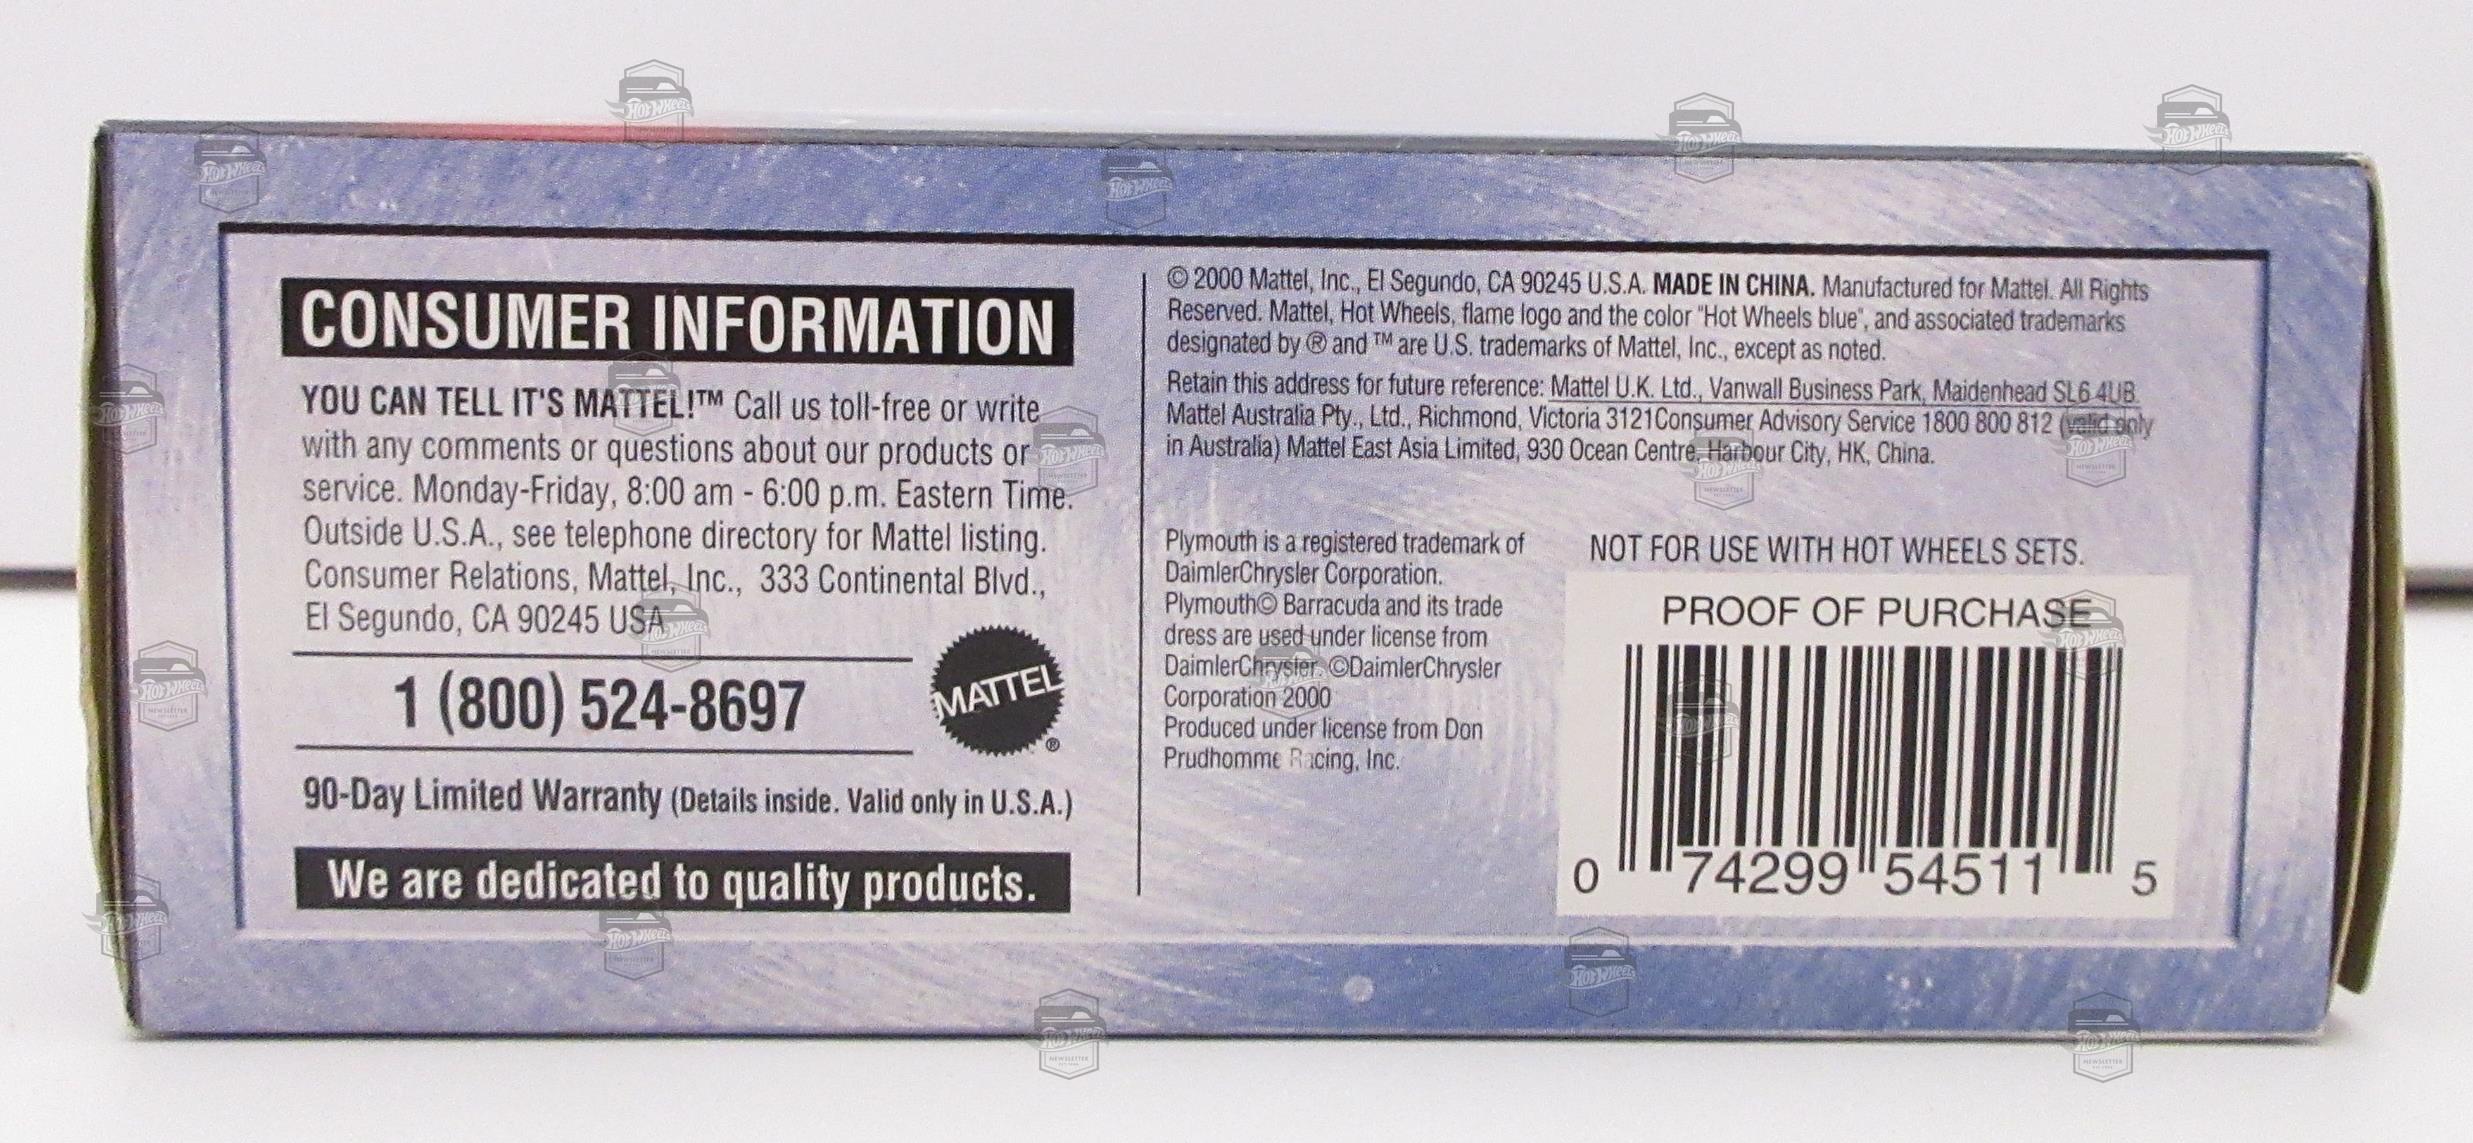 CONSUMER INFORMATION
YOU CAN TELL IT'S MATTEL!™ Call us toll-free or write
with any comments or questions about our products or
service. Monday-Friday, 8:00 am - 6:00 p.m. Eastern Time.
Outside U.S.A., see telephone directory for Mattel listing.
Consumer Relations, Mattel, Inc., 333 Continental Blvd.,
El Segundo, CA 90245 USA
1 (800) 524-8697
MATTEL
®
90-Day Limited Warranty (Details inside. Valid only in U.S.A.)
We are dedicated to quality products.
© 2000 Mattel, Inc., El Segundo, CA 90245 U.S.A. MADE IN CHINA. Manufactured for Mattel. All Rights
Reserved. Mattel, Hot Wheels, flame logo and the color "Hot Wheels blue", and associated trademarks
designated by ® and ™ are U.S. trademarks of Mattel, Inc., except as noted.
Retain this address for future reference: Mattel U.K. Ltd., Vanwall Business Park, Maidenhead SL6 4UB.
Mattel Australia Pty., Ltd., Richmond, Victoria 3121Consumer Advisory Service 1800 800 812 (valid only
in Australia) Mattel East Asia Limited, 930 Ocean Centre, Harbour City, HK, China.
Plymouth is a registered trademark of
DaimlerChrysler Corporation.
Plymouth© Barracuda and its trade
dress are used under license from
DaimlerChrysler. ©DaimlerChrysler
Corporation 2000
Produced under license from Don
Prudhomme Racing, Inc.
NOT FOR USE WITH HOT WHEELS SETS.
PROOF OF PURCHASE
0 74299 54511 5